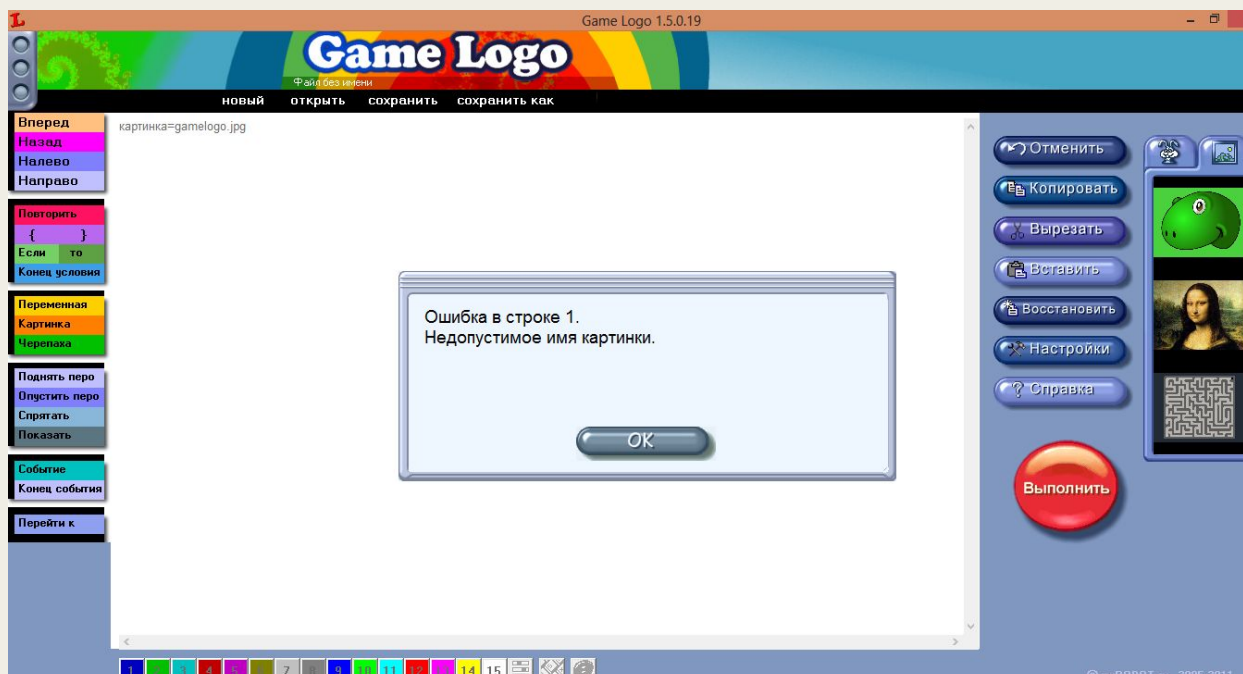 Game Logo 1.5.0.19
Game Logo
Файл без имени
новый открыть сохранить сохранить как
Вперед
Назад
Налево
Направо
Повторить
{ }
Если то
Конец условия
Переменная
Картинка
Черепаха
Поднять перо
Опустить перо
Спрятать
Показать
Событие
Конец события
Перейти к
картинка=gamelogo.jpg
Ошибка в строке 1.
Недопустимое имя картинки.
OK
Отменить
Копировать
Вырезать
Вставить
Восстановить
Настройки
Справка
Выполнить
1 2 3 4 5 6 7 8 9 10 11 12 13 14 15